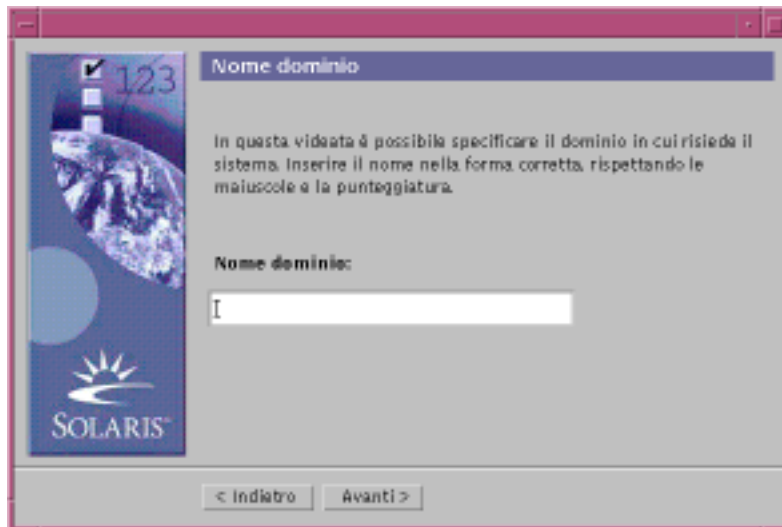 123
Nome dominio
In questa videata é possibile specificare il dominio in cui risiede il
sistema. Inserire il nome nella forma corretta, rispettando le
maiuscole e la punteggiatura.
Nome dominio:
SOLARIS™
< Indietro
Avanti >